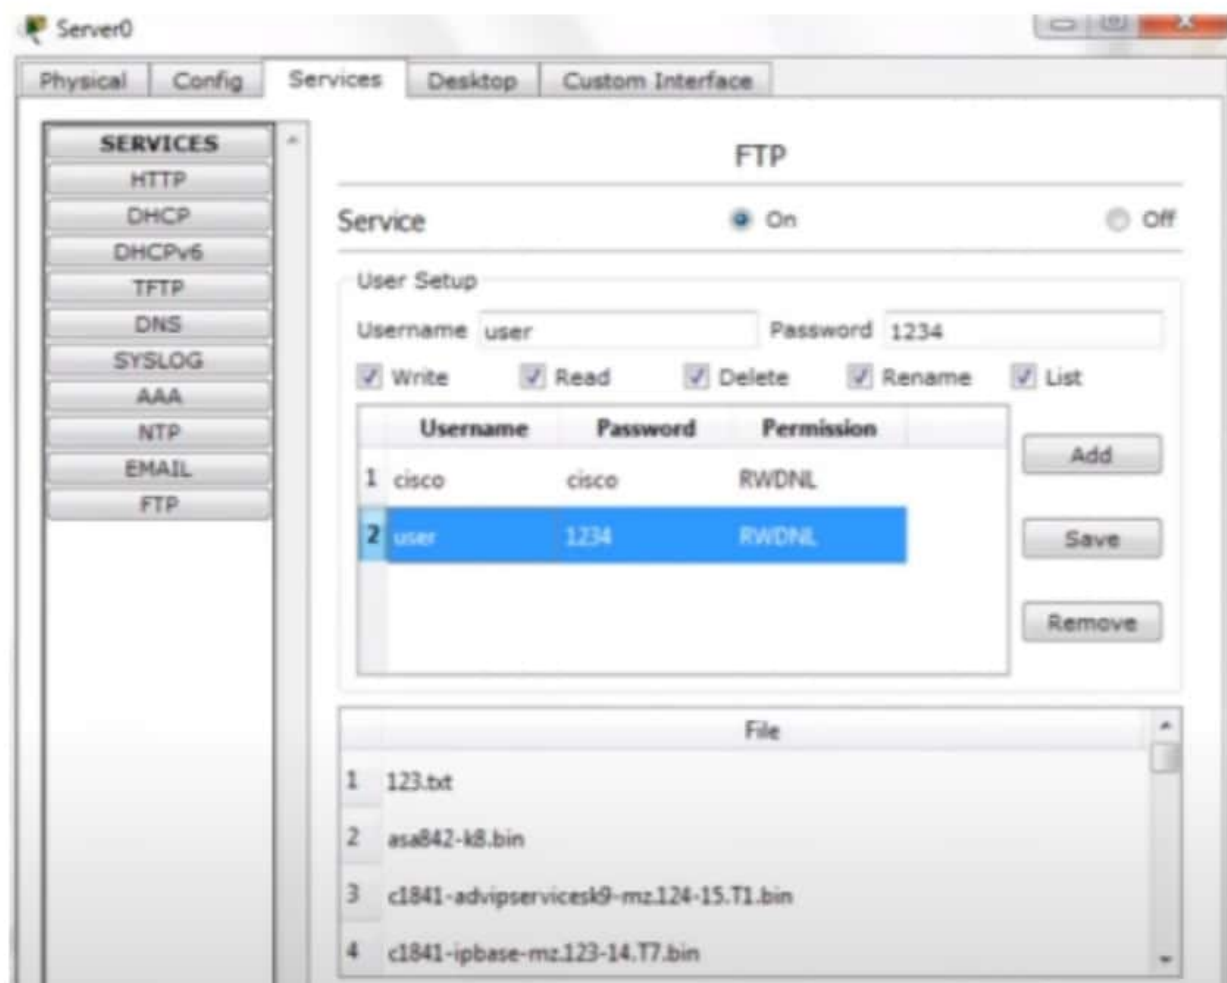 Server0
Physical Config Services Desktop Custom Interface
SERVICES
HTTP
DHCP
DHCPv6
TFTP
DNS
SYSLOG
AAA
NTP
EMAIL
FTP
FTP
Service On Off
User Setup
Username user Password 1234
Write Read Delete Rename List
Username Password Permission
1 cisco cisco RWDNL
2 user 1234 RWDNL
Add
Save
Remove
File
1 123.txt
2 asa842-k8.bin
3 c1841-advipservicesk9-mz.124-15.T1.bin
4 c1841-ipbase-mz.123-14.T7.bin